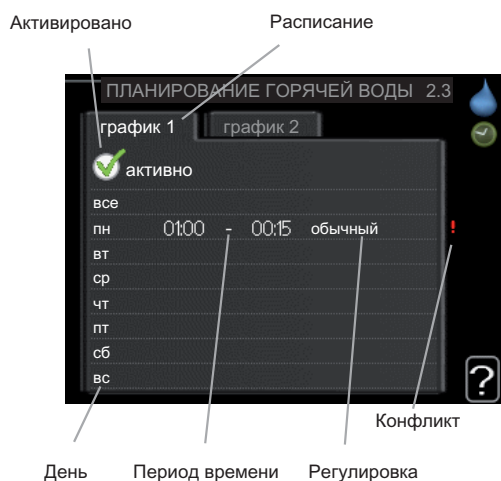 Активировано Расписание
ПЛАНИРОВАНИЕ ГОРЯЧЕЙ ВОДЫ 2.3
график 1 график 2
активно
все
пн 01:00 - 00:15 обычный !
вт
ср
чт
пт
сб
вс
?
Конфликт
День Период времени Регулировка